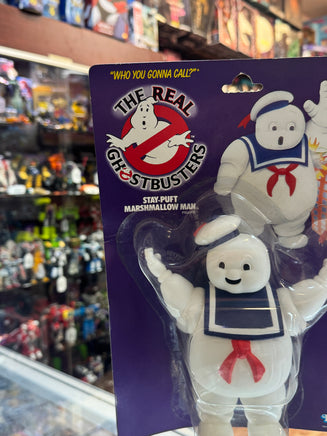 "WHO YOU GONNA CALL?"*
THE REAL
GHOSTBUSTERS
STAY-PUFT
MARSHMALLOW MAN